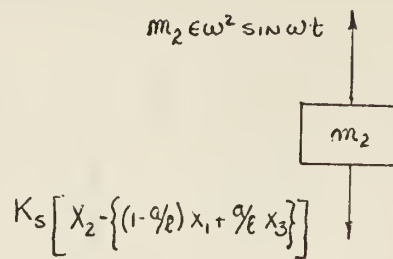 m₂ εω² SIN ωt
m₂
K_S [ X₂ - { (1 - a/ℓ) X₁ + a/ℓ X₃ } ]